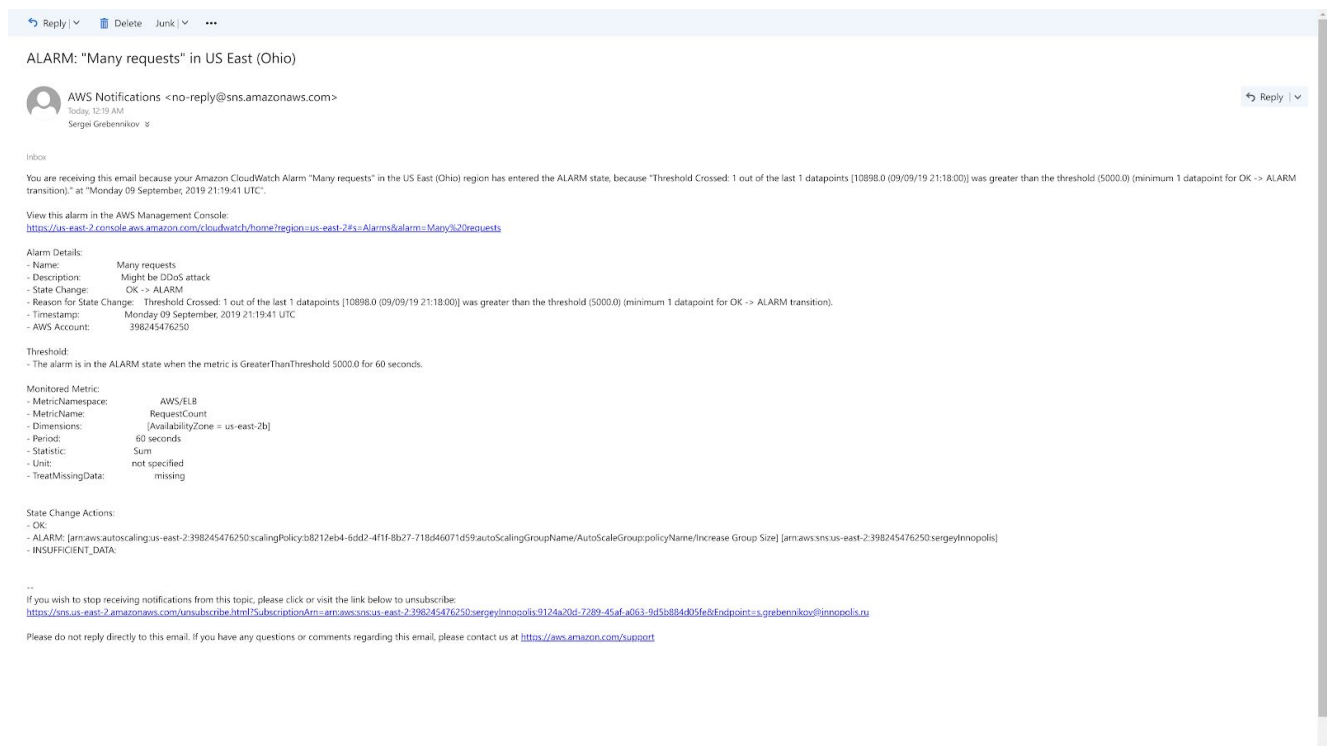 Reply
Delete
Junk
ALARM: "Many requests" in US East (Ohio)
AWS Notifications <no-reply@sns.amazonaws.com>
Today, 12:19 AM
Sergei Grebennikov
Reply
Inbox
You are receiving this email because your Amazon CloudWatch Alarm "Many requests" in the US East (Ohio) region has entered the ALARM state, because "Threshold Crossed: 1 out of the last 1 datapoints [10898.0 (09/09/19 21:18:00)] was greater than the threshold (5000.0) (minimum 1 datapoint for OK -> ALARM
transition)." at "Monday 09 September, 2019 21:19:41 UTC".
View this alarm in the AWS Management Console:
https://us-east-2.console.aws.amazon.com/cloudwatch/home?region=us-east-2#s=Alarms&alarm=Many%20requests
Alarm Details:
- Name: Many requests
- Description: Might be DDoS attack
- State Change: OK -> ALARM
- Reason for State Change: Threshold Crossed: 1 out of the last 1 datapoints [10898.0 (09/09/19 21:18:00)] was greater than the threshold (5000.0) (minimum 1 datapoint for OK -> ALARM transition).
- Timestamp: Monday 09 September, 2019 21:19:41 UTC
- AWS Account: 398245476250
Threshold:
- The alarm is in the ALARM state when the metric is GreaterThanThreshold 5000.0 for 60 seconds.
Monitored Metric:
- MetricNamespace: AWS/ELB
- MetricName: RequestCount
- Dimensions: [AvailabilityZone = us-east-2b]
- Period: 60 seconds
- Statistic: Sum
- Unit: not specified
- TreatMissingData: missing
State Change Actions:
- OK:
- ALARM: [arn:aws:autoscaling:us-east-2:398245476250:scalingPolicy:b8212eb4-6dd2-4f1f-8b27-718d46071d59:autoScalingGroupName/AutoScaleGroup:policyName/Increase Group Size] [arn:aws:sns:us-east-2:398245476250:sergeyInnopolis]
- INSUFFICIENT_DATA:
--
If you wish to stop receiving notifications from this topic, please click or visit the link below to unsubscribe:
https://sns.us-east-2.amazonaws.com/unsubscribe.html?SubscriptionArn=arn:aws:sns:us-east-2:398245476250:sergeyInnopolis:9124a20d-7289-45af-a063-9d5b884d05fe&Endpoint=s.grebennikov@innopolis.ru
Please do not reply directly to this email. If you have any questions or comments regarding this email, please contact us at https://aws.amazon.com/support